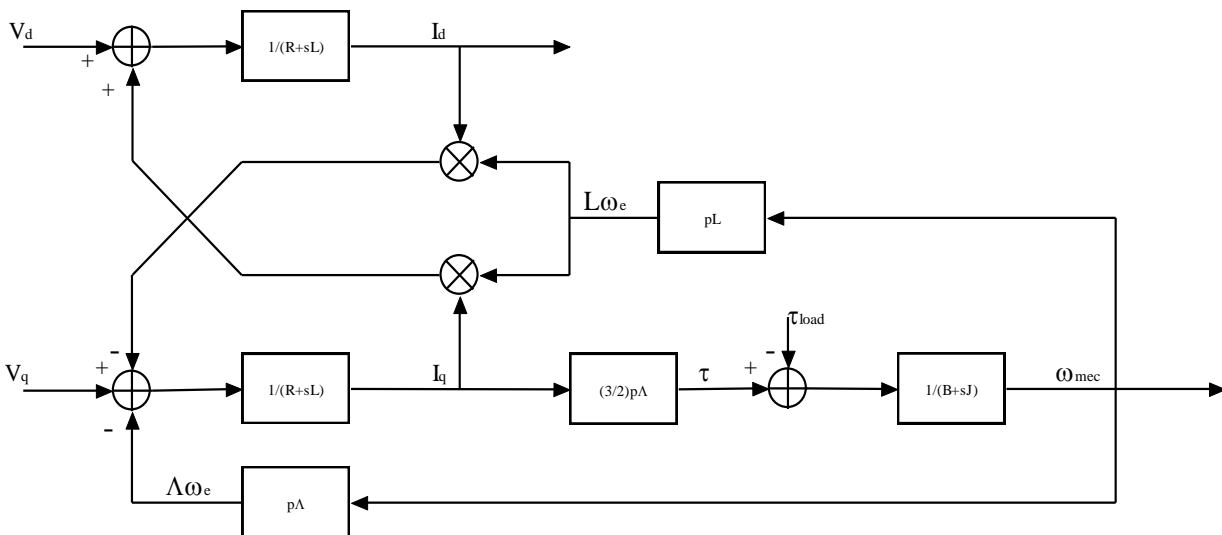 Vd
+
+
1/(R+sL)
Id
Lωe
pL
τload
-
Vq
+
-
1/(R+sL)
Iq
(3/2)pΛ
τ
+
-
1/(B+sJ)
ωmec
Λωe
pΛ